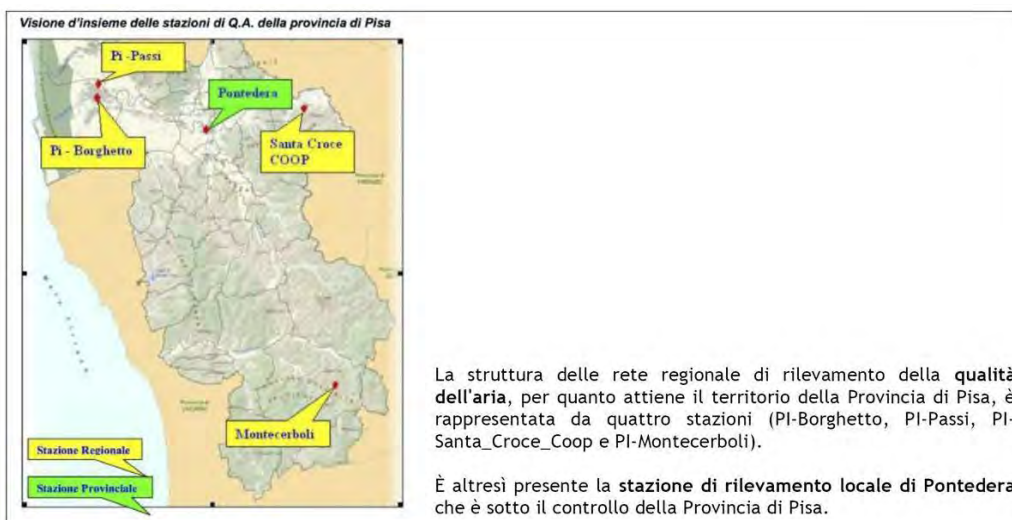 Visione d'insieme delle stazioni di Q.A. della provincia di Pisa
Pi -Passi
Pontedera
Pi - Borghetto
Santa Croce
COOP
Montecerboli
Stazione Regionale
Stazione Provinciale
La struttura delle rete regionale di rilevamento della qualità
dell'aria, per quanto attiene il territorio della Provincia di Pisa, è
rappresentata da quattro stazioni (PI-Borghetto, PI-Passi, PI-
Santa_Croce_Coop e PI-Montecerboli).
È altresì presente la stazione di rilevamento locale di Pontedera
che è sotto il controllo della Provincia di Pisa.